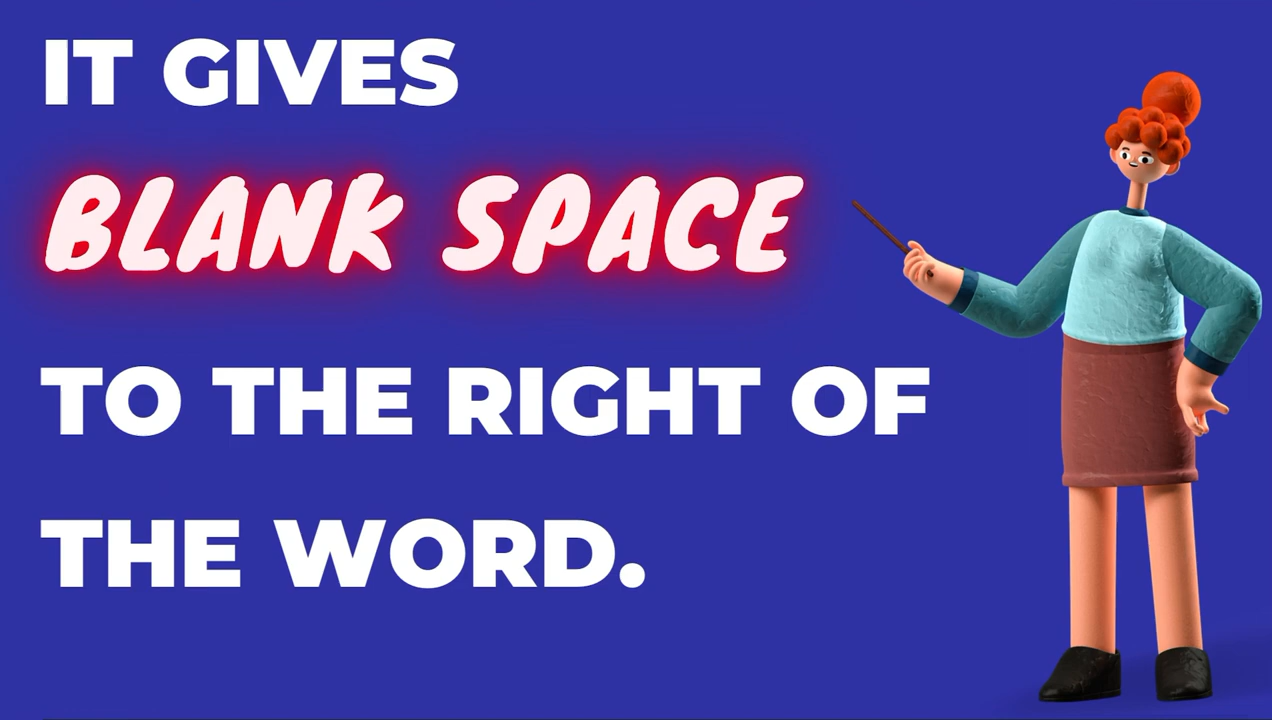 IT GIVES
BLANK SPACE
TO THE RIGHT OF
THE WORD.